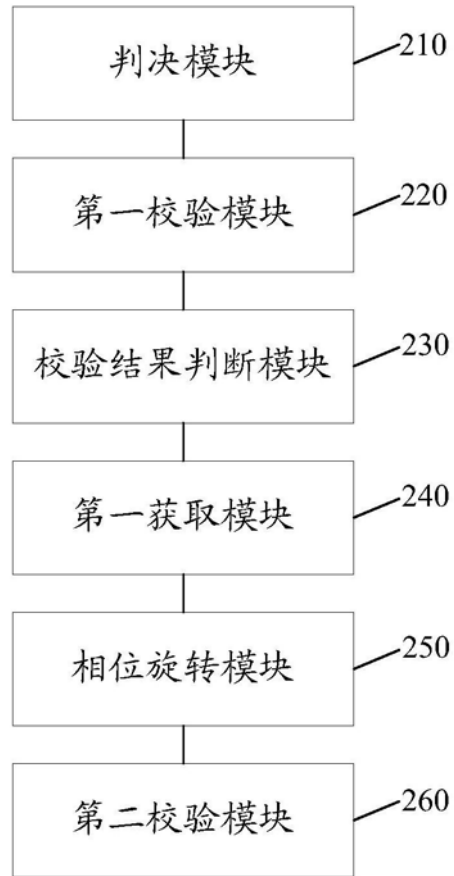 判决模块
210
第一校验模块
220
校验结果判断模块
230
第一获取模块
240
相位旋转模块
250
第二校验模块
260